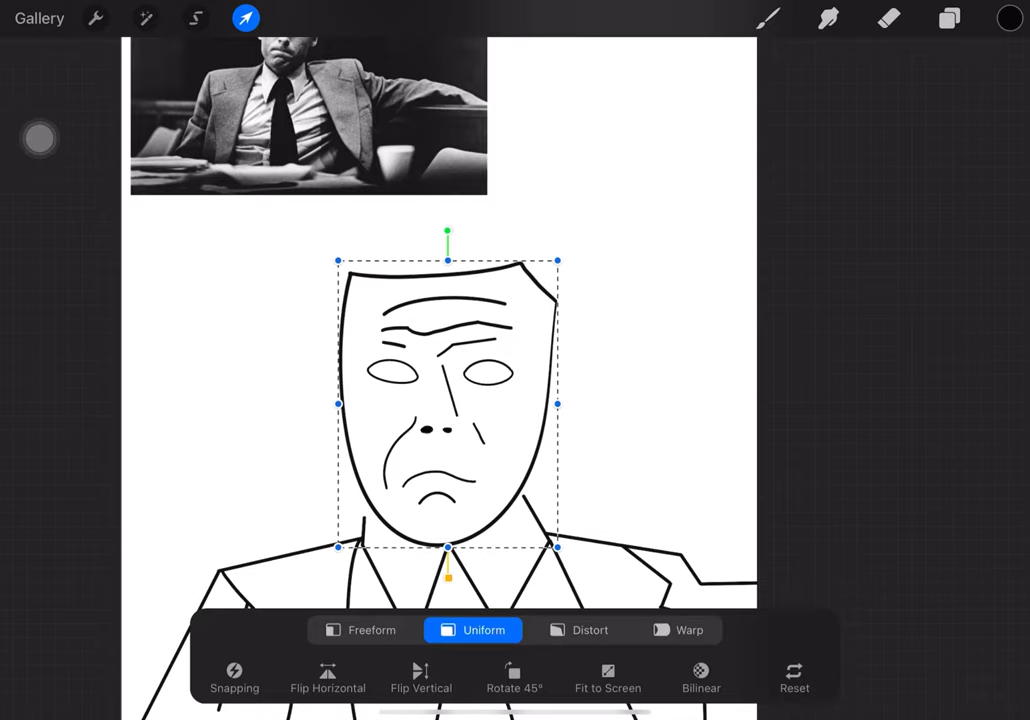 Gallery
Freeform Uniform Distort Warp
Snapping Flip Horizontal Flip Vertical Rotate 45° Fit to Screen Bilinear Reset